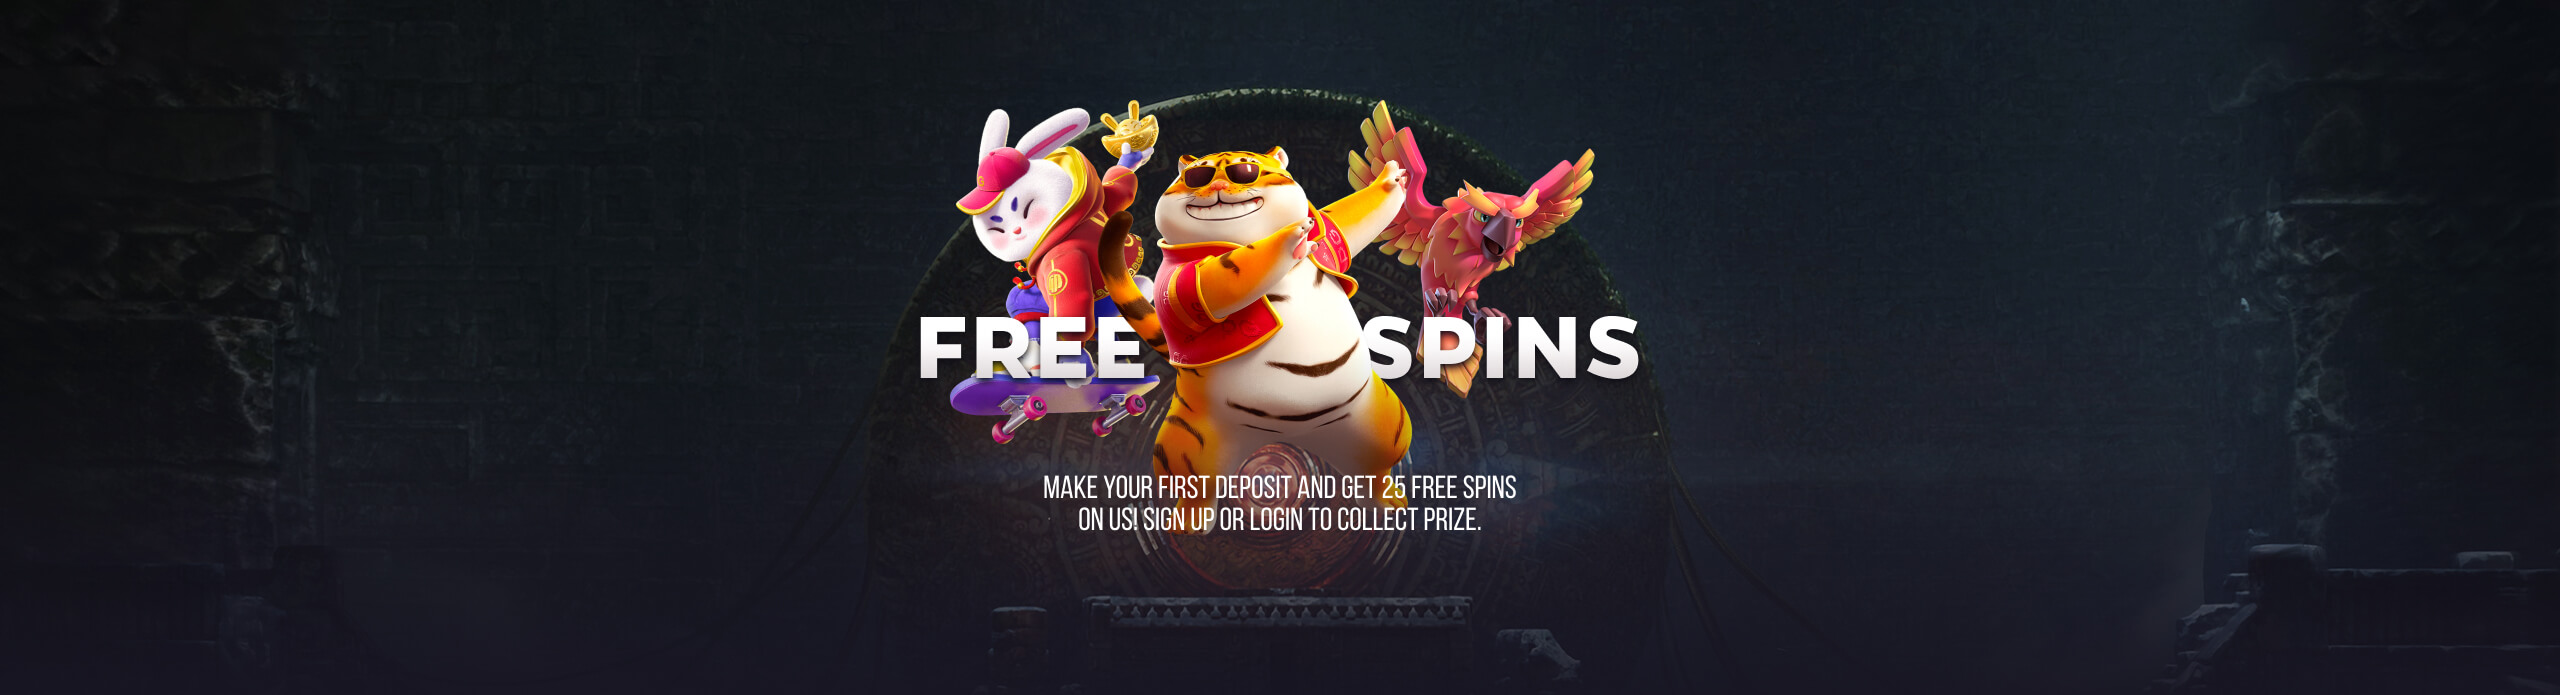 FREE SPINS
MAKE YOUR FIRST DEPOSIT AND GET 25 FREE SPINS
ON US! SIGN UP OR LOGIN TO COLLECT PRIZE.